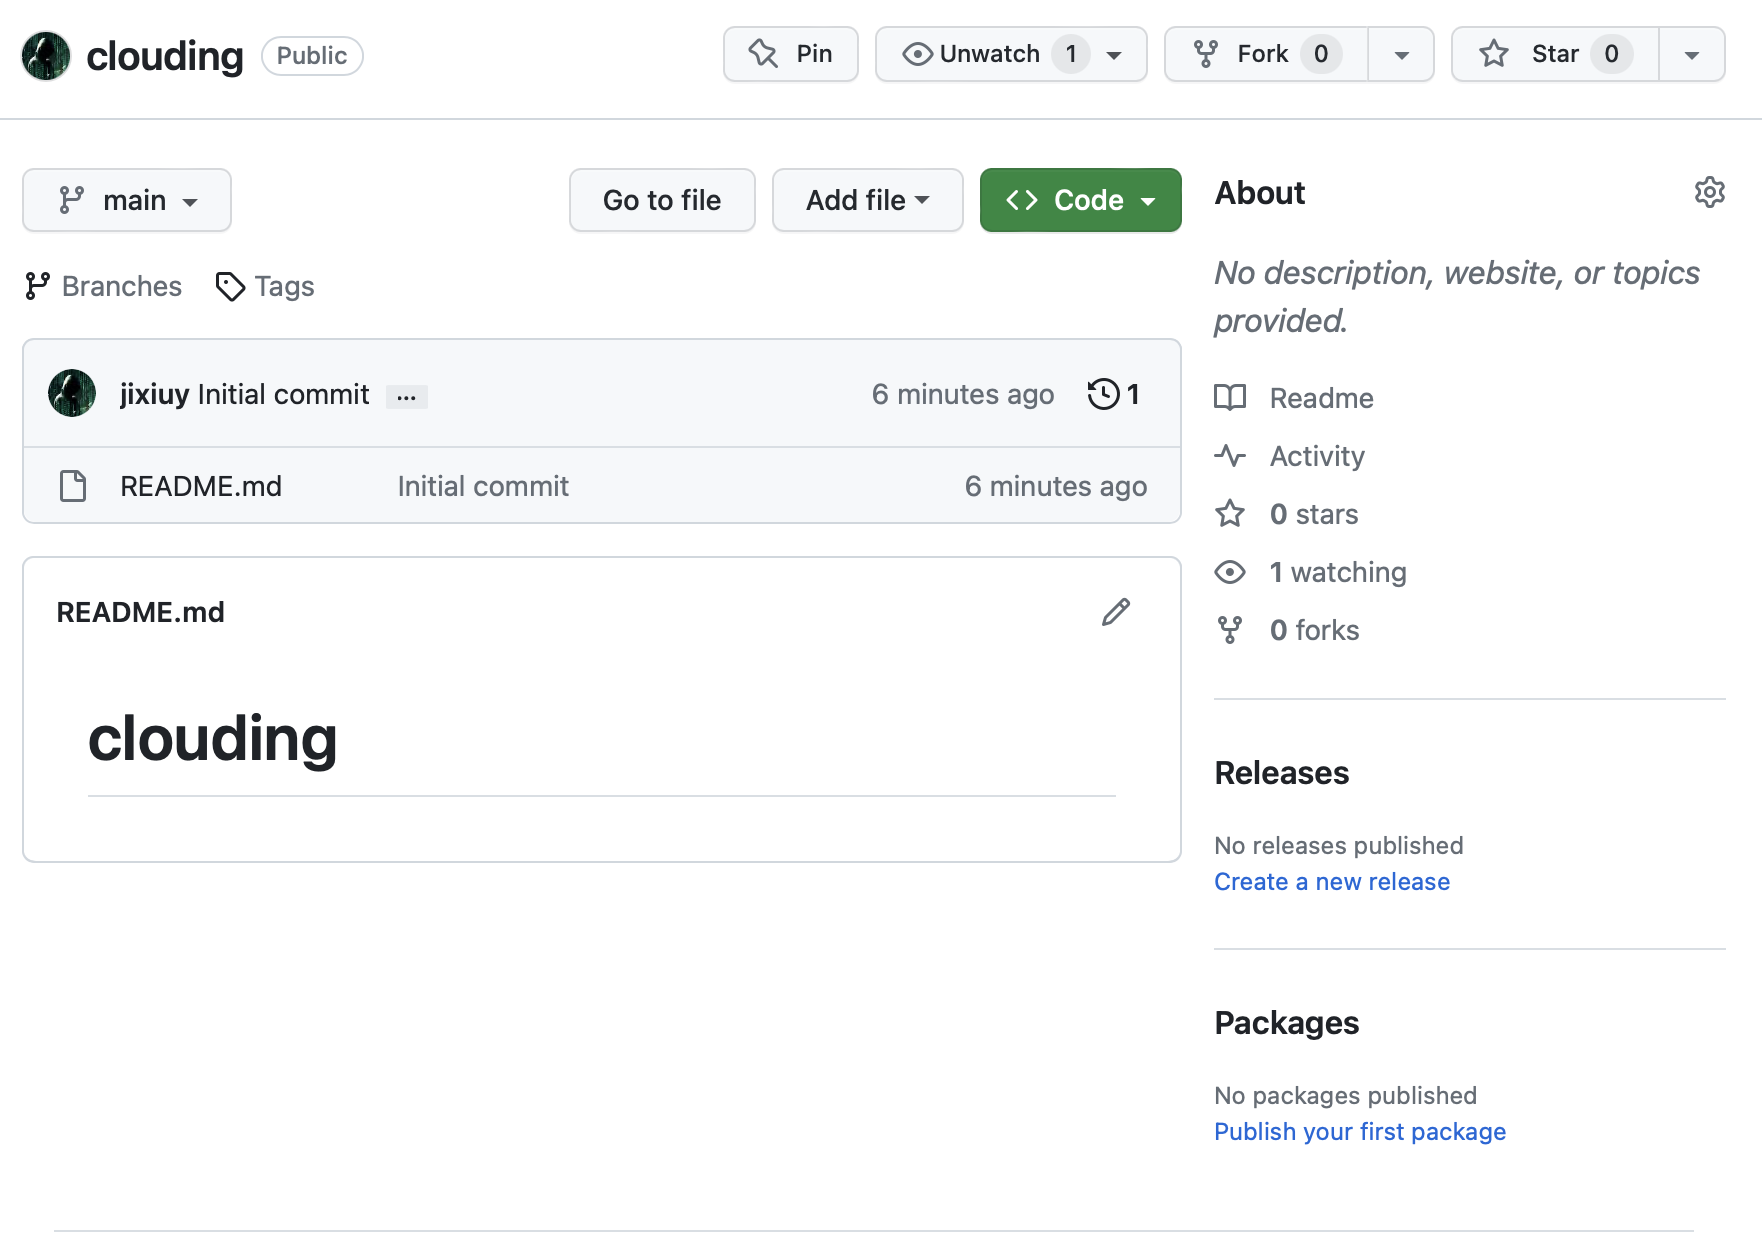 clouding Public Pin Unwatch 1 Fork 0 Star 0
main Go to file Add file <> Code
Branches Tags
jixiuy Initial commit ... 6 minutes ago 1
README.md Initial commit 6 minutes ago
README.md
clouding
About
No description, website, or topics
provided.
Readme
Activity
0 stars
1 watching
0 forks
Releases
No releases published
Create a new release
Packages
No packages published
Publish your first package